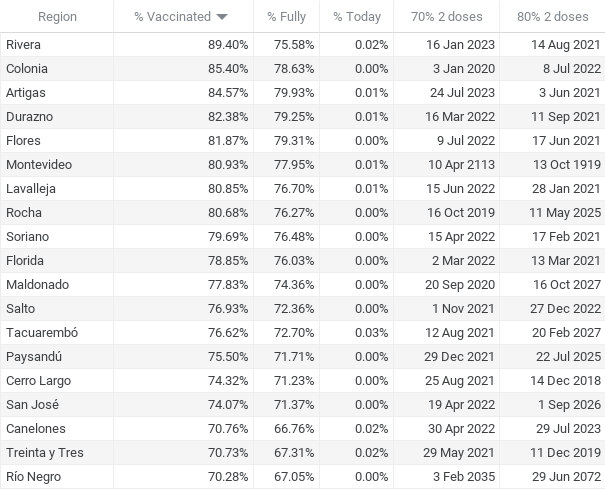 Region % Vaccinated % Fully % Today 70% 2 doses 80% 2 doses
Rivera 89.40% 75.58% 0.02% 16 Jan 2023 14 Aug 2021
Colonia 85.40% 78.63% 0.00% 3 Jan 2020 8 Jul 2022
Artigas 84.57% 79.93% 0.01% 24 Jul 2023 3 Jun 2021
Durazno 82.38% 79.25% 0.01% 16 Mar 2022 11 Sep 2021
Flores 81.87% 79.31% 0.00% 9 Jul 2022 17 Jun 2021
Montevideo 80.93% 77.95% 0.01% 10 Apr 2113 13 Oct 1919
Lavalleja 80.85% 76.70% 0.01% 15 Jun 2022 28 Jan 2021
Rocha 80.68% 76.27% 0.00% 16 Oct 2019 11 May 2025
Soriano 79.69% 76.48% 0.00% 15 Apr 2022 17 Feb 2021
Florida 78.85% 76.03% 0.00% 2 Mar 2022 13 Mar 2021
Maldonado 77.83% 74.36% 0.00% 20 Sep 2020 16 Oct 2027
Salto 76.93% 72.36% 0.00% 1 Nov 2021 27 Dec 2022
Tacuarembó 76.62% 72.70% 0.03% 12 Aug 2021 20 Feb 2027
Paysandú 75.50% 71.71% 0.00% 29 Dec 2021 22 Jul 2025
Cerro Largo 74.32% 71.23% 0.00% 25 Aug 2021 14 Dec 2018
San José 74.07% 71.37% 0.00% 19 Apr 2022 1 Sep 2026
Canelones 70.76% 66.76% 0.02% 30 Apr 2022 29 Jul 2023
Treinta y Tres 70.73% 67.31% 0.02% 29 May 2021 11 Dec 2019
Río Negro 70.28% 67.05% 0.00% 3 Feb 2035 29 Jun 2072